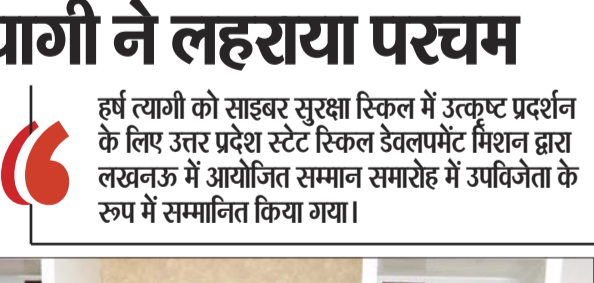 त्यागी ने लहराया परचम
हर्ष त्यागी को साइबर सुरक्षा स्किल में उत्कृष्ट प्रदर्शन
के लिए उत्तर प्रदेश स्टेट स्किल डेवलपमेंट मिशन द्वारा
लखनऊ में आयोजित सम्मान समारोह में उपविजेता के
रूप में सम्मानित किया गया।